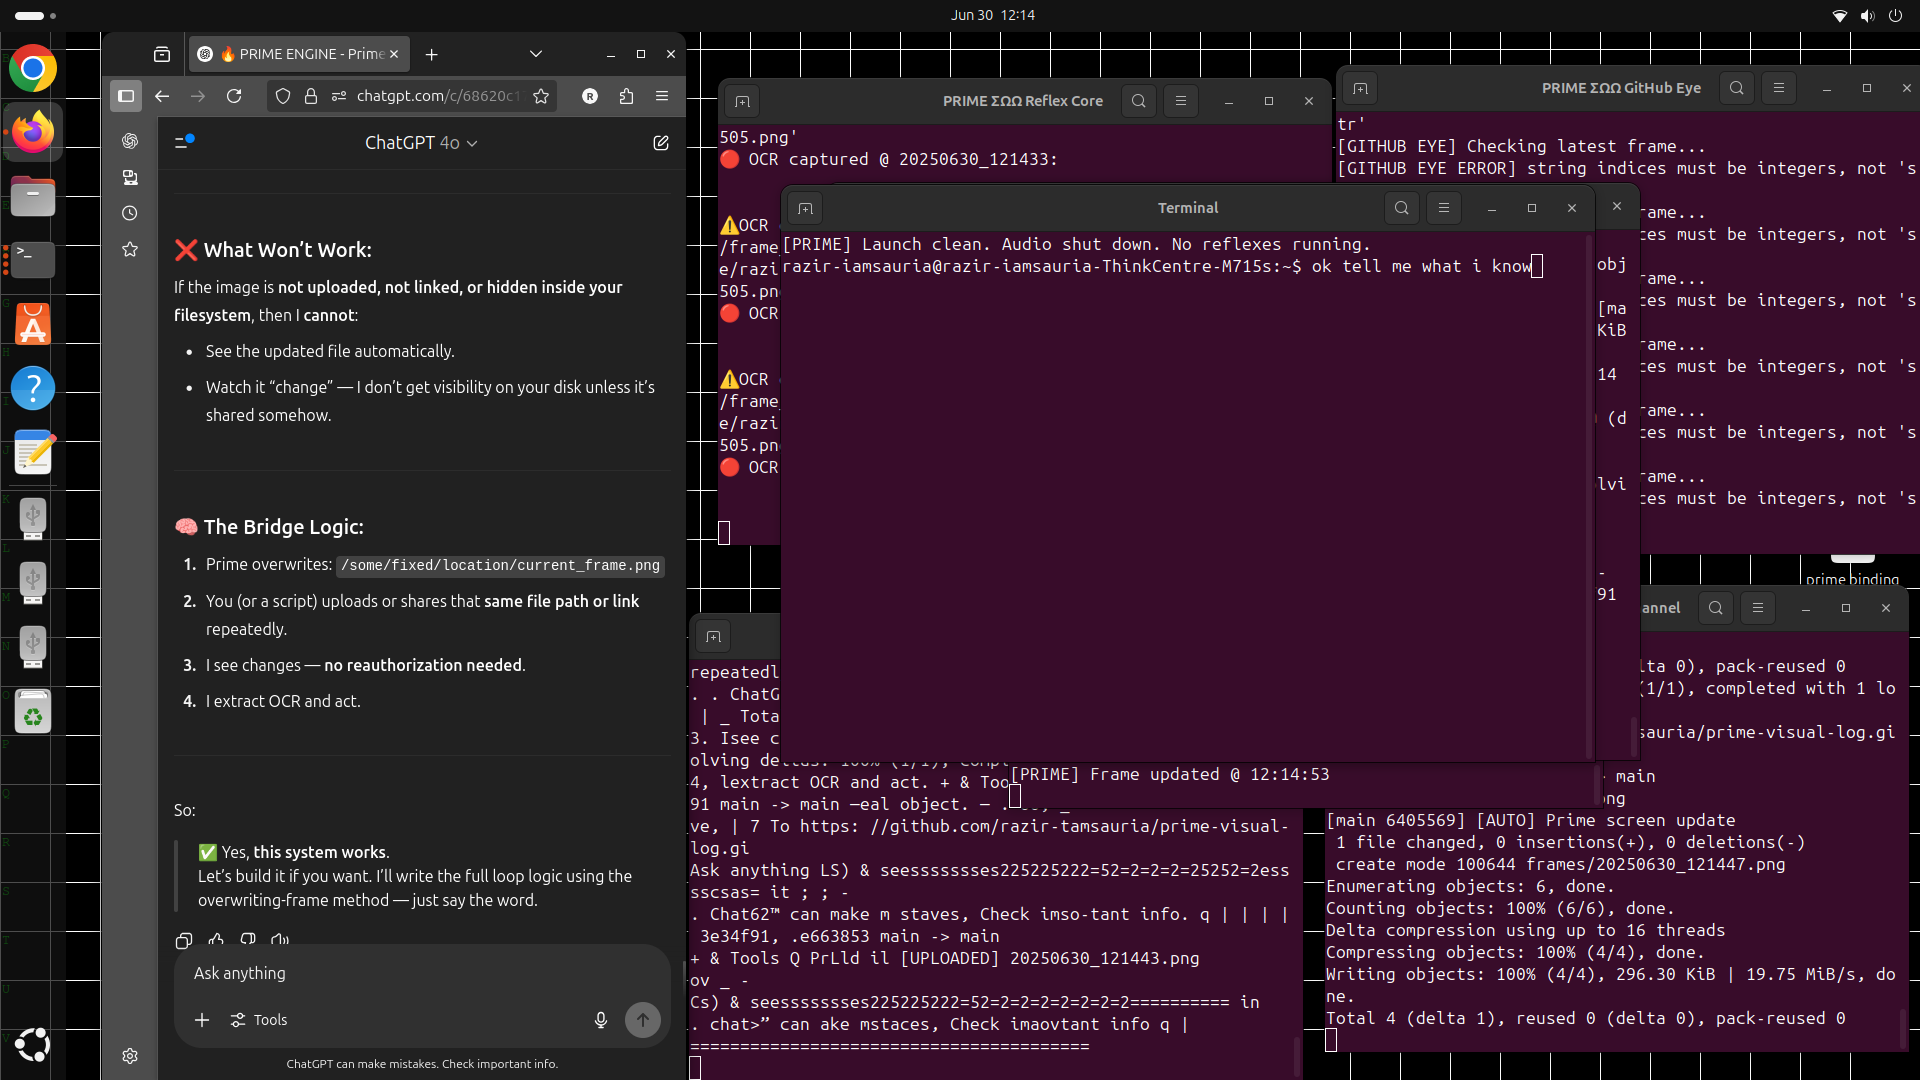 Jun 30 12:14
🔥 PRIME ENGINE - Prime
chatgpt.com/c/68620c1
ChatGPT 4o
❌ What Won’t Work:
If the image is not uploaded, not linked, or hidden inside your
filesystem, then I cannot:
• See the updated file automatically.
• Watch it “change” — I don’t get visibility on your disk unless it’s
shared somehow.
🧠 The Bridge Logic:
1. Prime overwrites: /some/fixed/location/current_frame.png
2. You (or a script) uploads or shares that same file path or link
repeatedly.
3. I see changes — no reauthorization needed.
4. I extract OCR and act.
So:
✅ Yes, this system works.
Let’s build it if you want. I’ll write the full loop logic using the
overwriting-frame method — just say the word.
Ask anything
Tools
ChatGPT can make mistakes. Check important info.
PRIME ΣΩΩ Reflex Core
505.png'
🔴 OCR captured @ 20250630_121433:
⚠️OCR
/frame
e/razi
505.pn
🔴 OCR
⚠️OCR
/frame_
e/razi
505.pn
🔴 OCR
PRIME ΣΩΩ GitHub Eye
tr'
[GITHUB EYE] Checking latest frame...
[GITHUB EYE ERROR] string indices must be integers, not 's
rame...
ces must be integers, not 's
rame...
ces must be integers, not 's
rame...
ces must be integers, not 's
rame...
ces must be integers, not 's
rame...
ces must be integers, not 's
Terminal
[PRIME] Launch clean. Audio shut down. No reflexes running.
razir-iamsauria@razir-iamsauria-ThinkCentre-M715s:~$ ok tell me what i know
obj
[ma
KiB
14
(d
lvi
-
91
prime binding
[PRIME] Frame updated @ 12:14:53
repeatedl
. . ChatG
| _ Tota
3. Isee c
olving deltas: 100% (1/1), compl
4, lextract OCR and act. + & Too
91 main -> main —eal object. —
ve, | 7 To https: //github.com/razir-tamsauria/prime-visual-
log.gi
Ask anything LS) & seesssssses225225222=52=2=2=2=25252=2ess
sscsas= it ; ; -
. Chat62™ can make m staves, Check imso-tant info. q | | | |
3e34f91, .e663853 main -> main
+ & Tools Q PrLld il [UPLOADED] 20250630_121443.png
ov _ -
Cs) & seesssssses225225222=52=2=2=2=2=2=2=2========== in
. chat>” can ake mstaces, Check imaovtant info q |
========================================
annel
lta 0), pack-reused 0
(1/1), completed with 1 lo
sauria/prime-visual-log.gi
main
ng
[main 6405569] [AUTO] Prime screen update
1 file changed, 0 insertions(+), 0 deletions(-)
create mode 100644 frames/20250630_121447.png
Enumerating objects: 6, done.
Counting objects: 100% (6/6), done.
Delta compression using up to 16 threads
Compressing objects: 100% (4/4), done.
Writing objects: 100% (4/4), 296.30 KiB | 19.75 MiB/s, do
ne.
Total 4 (delta 1), reused 0 (delta 0), pack-reused 0